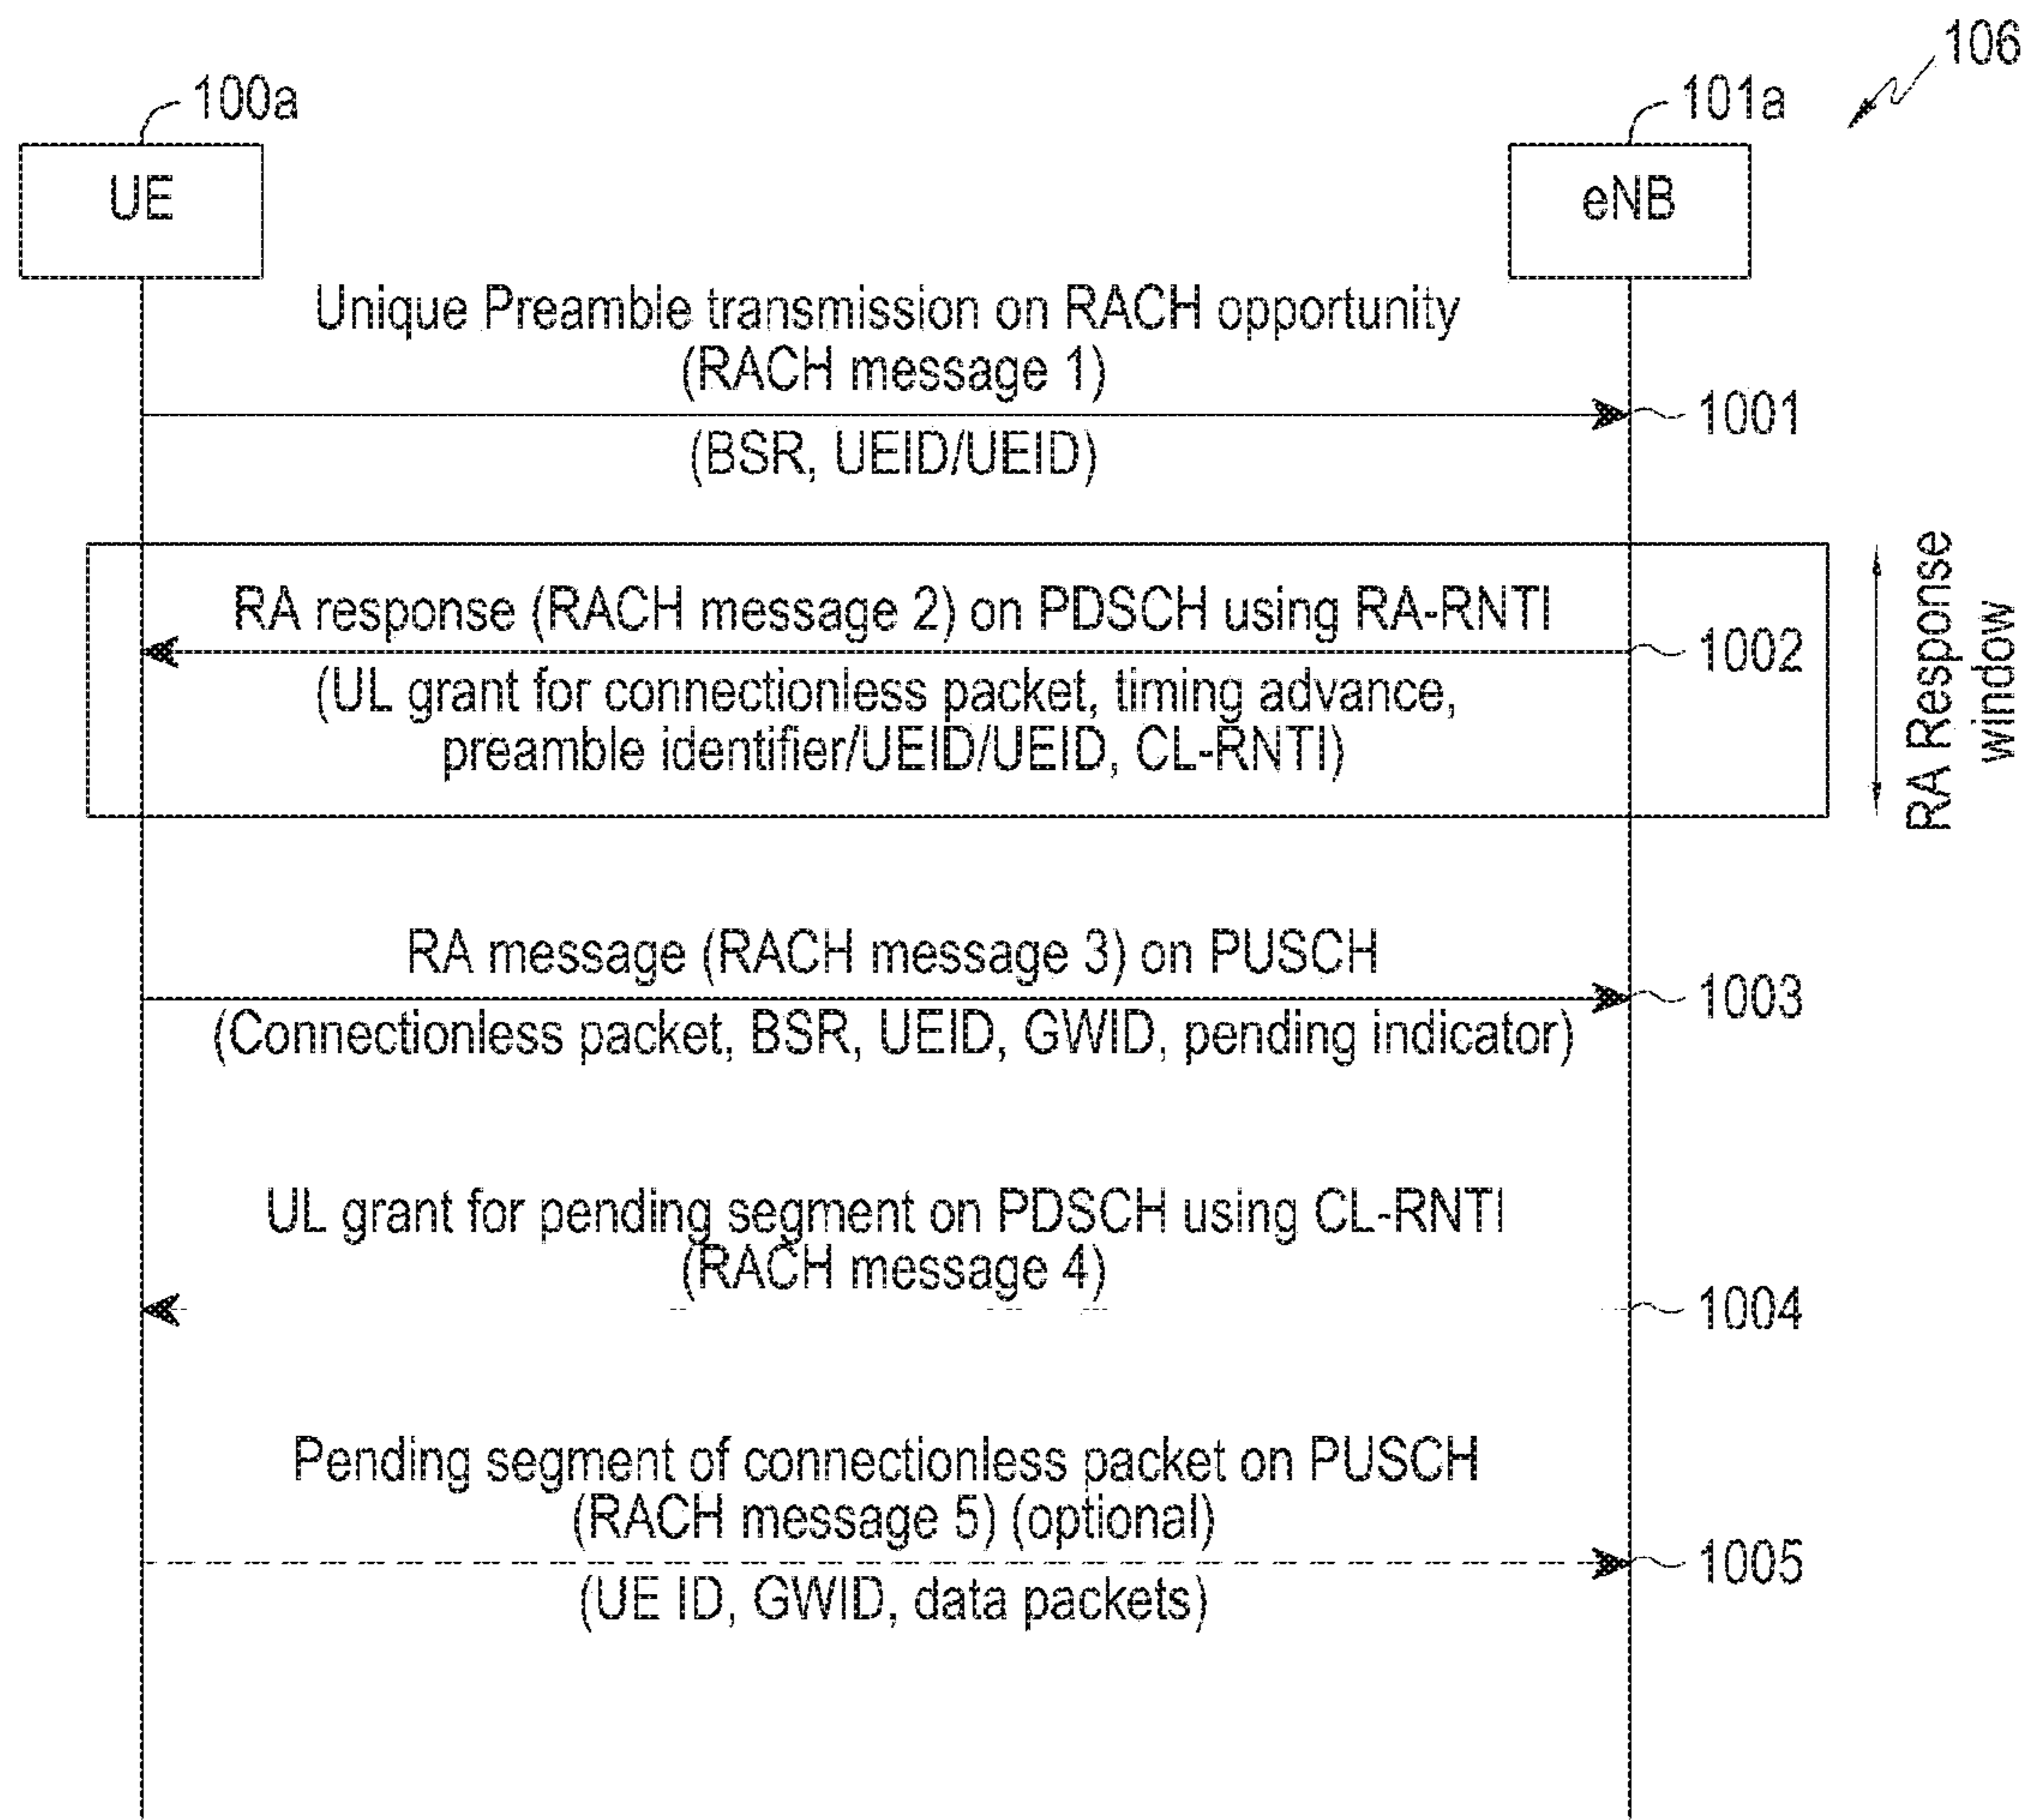 106
100a
101a
UE
eNB
Unique Preamble transmission on RACH opportunity
(RACH message 1)
1001
(BSR, UEID/UEID)
RA response (RACH message 2) on PDSCH using RA-RNTI
1002
(UL grant for connectionless packet, timing advance,
preamble identifier/UEID/UEID, CL-RNTI)
RA Response
window
RA message (RACH message 3) on PUSCH
1003
(Connectionless packet, BSR, UEID, GWID, pending indicator)
UL grant for pending segment on PDSCH using CL-RNTI
(RACH message 4)
1004
Pending segment of connectionless packet on PUSCH
(RACH message 5) (optional)
1005
(UE ID, GWID, data packets)